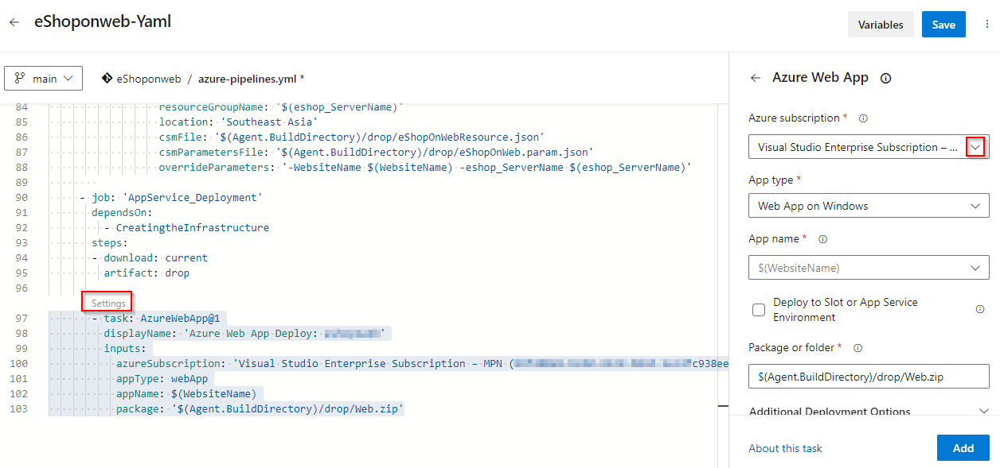 eShoponweb-Yaml
Variables
Save
main
eShoponweb / azure-pipelines.yml *
84 resourceGroupName: '$(eshop_ServerName)'
85 location: 'Southeast Asia'
86 csmFile: '$(Agent.BuildDirectory)/drop/eShopOnWebResource.json'
87 csmParametersFile: '$(Agent.BuildDirectory)/drop/eShopOnWeb.param.json'
88 overrideParameters: '-WebsiteName $(WebsiteName) -eshop_ServerName $(eshop_ServerName)'
89
90 - job: 'AppService_Deployment'
91 dependsOn:
92 - CreatingtheInfrastructure
93 steps:
94 - download: current
95 artifact: drop
96
Settings
97 - task: AzureWebApp@1
98 displayName: 'Azure Web App Deploy: '
99 inputs:
100 azureSubscription: 'Visual Studio Enterprise Subscription – MPN ( c938ee
101 appType: webApp
102 appName: $(WebsiteName)
103 package: '$(Agent.BuildDirectory)/drop/Web.zip'
Azure Web App
Azure subscription *
Visual Studio Enterprise Subscription – ...
App type *
Web App on Windows
App name *
$(WebsiteName)
Deploy to Slot or App Service
Environment
Package or folder *
$(Agent.BuildDirectory)/drop/Web.zip
Additional Deployment Options
About this task
Add